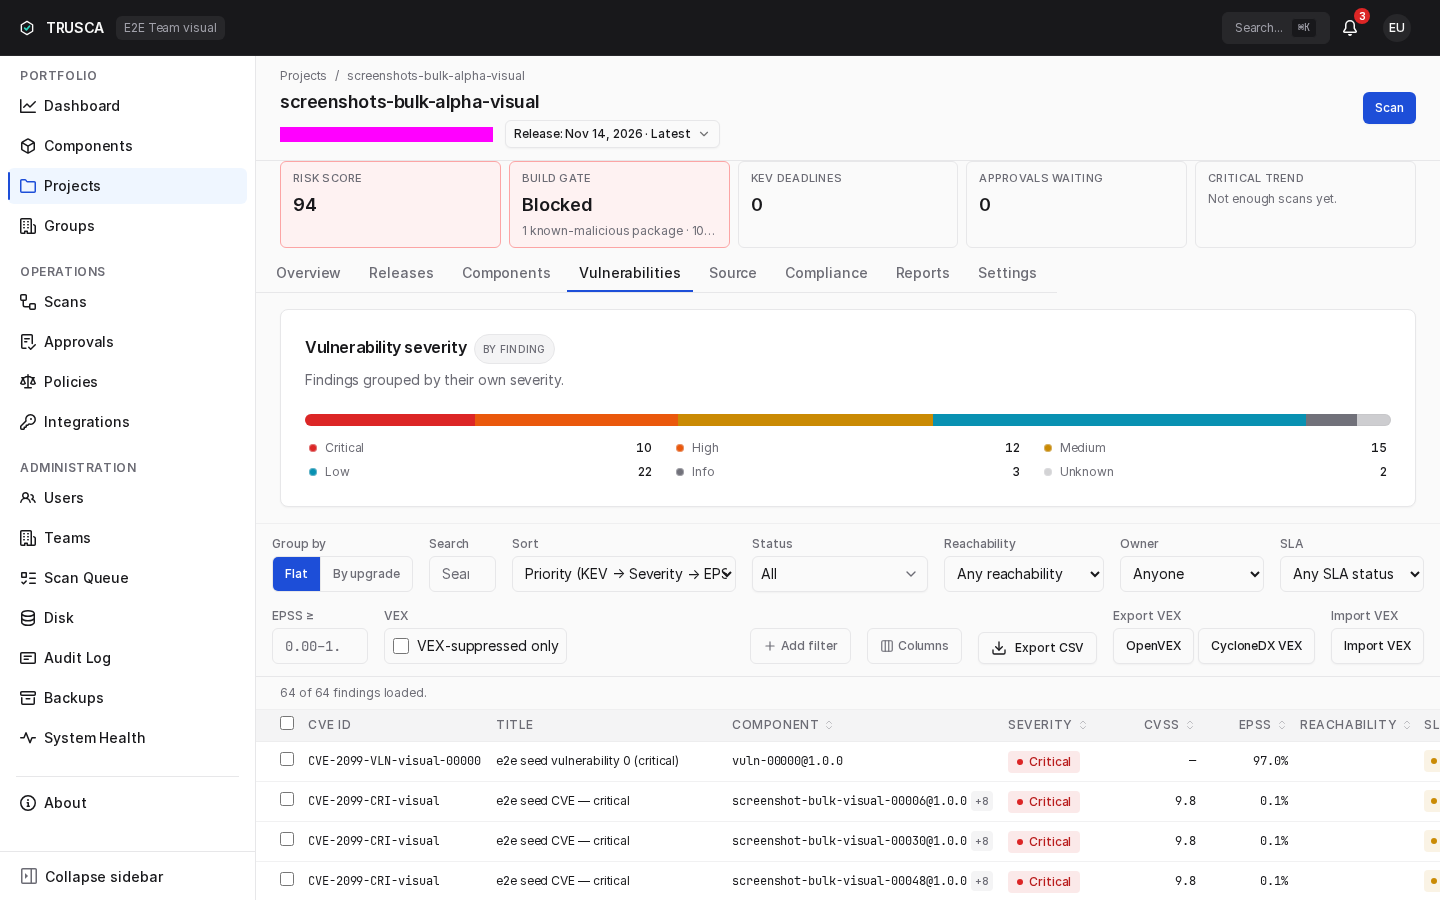 TRUSCA
E2E Team visual
Search...
⌘K
3
EU
PORTFOLIO
Dashboard
Components
Projects
Groups
OPERATIONS
Scans
Approvals
Policies
Integrations
ADMINISTRATION
Users
Teams
Scan Queue
Disk
Audit Log
Backups
System Health
About
Collapse sidebar
Projects / screenshots-bulk-alpha-visual
screenshots-bulk-alpha-visual
Release: Nov 14, 2026 · Latest
Scan
RISK SCORE
94
BUILD GATE
Blocked
1 known-malicious package · 10…
KEV DEADLINES
0
APPROVALS WAITING
0
CRITICAL TREND
Not enough scans yet.
Overview Releases Components Vulnerabilities Source Compliance Reports Settings
Vulnerability severity BY FINDING
Findings grouped by their own severity.
Critical 10 High 12 Medium 15
Low 22 Info 3 Unknown 2
Group by Search Sort Status Reachability Owner SLA
Flat By upgrade Sear Priority (KEV → Severity → EPS All Any reachability Anyone Any SLA status
EPSS ≥ VEX Export VEX Import VEX
0.00–1. VEX-suppressed only Add filter Columns Export CSV OpenVEX CycloneDX VEX Import VEX
64 of 64 findings loaded.
CVE ID TITLE COMPONENT SEVERITY CVSS EPSS REACHABILITY SL
CVE-2099-VLN-visual-00000 e2e seed vulnerability 0 (critical) vuln-00000@1.0.0 Critical — 97.0%
CVE-2099-CRI-visual e2e seed CVE — critical screenshot-bulk-visual-00006@1.0.0 +8 Critical 9.8 0.1%
CVE-2099-CRI-visual e2e seed CVE — critical screenshot-bulk-visual-00030@1.0.0 +8 Critical 9.8 0.1%
CVE-2099-CRI-visual e2e seed CVE — critical screenshot-bulk-visual-00048@1.0.0 +8 Critical 9.8 0.1%